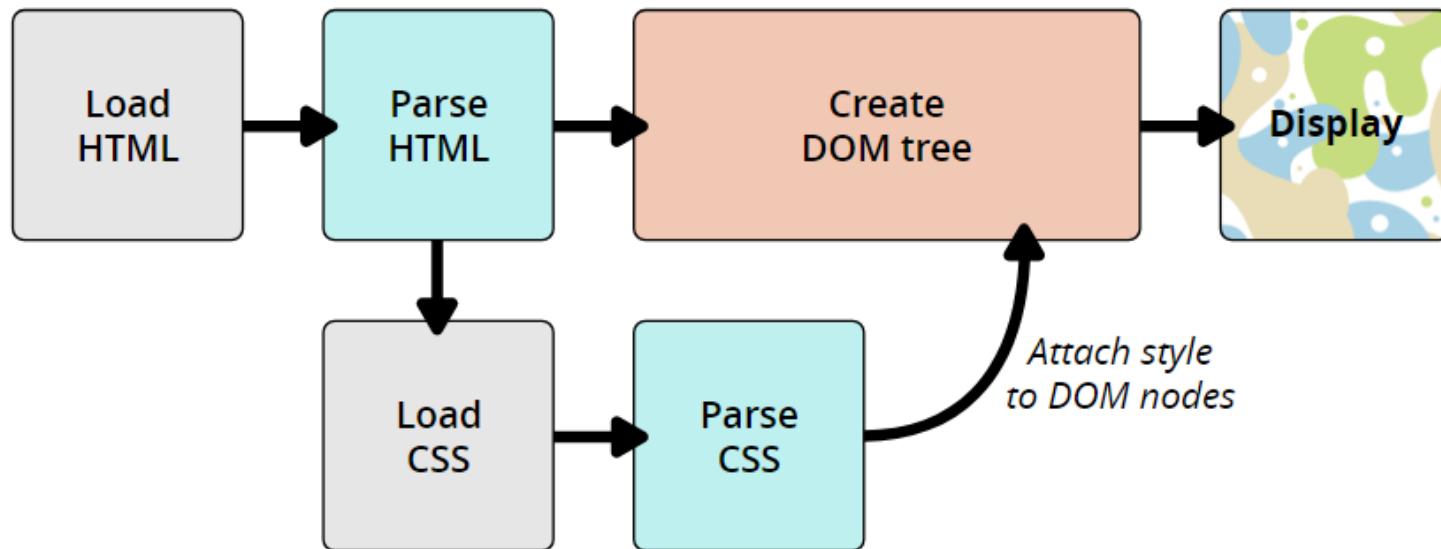 Load
HTML
Parse
HTML
Create
DOM tree
Display
Load
CSS
Parse
CSS
Attach style
to DOM nodes